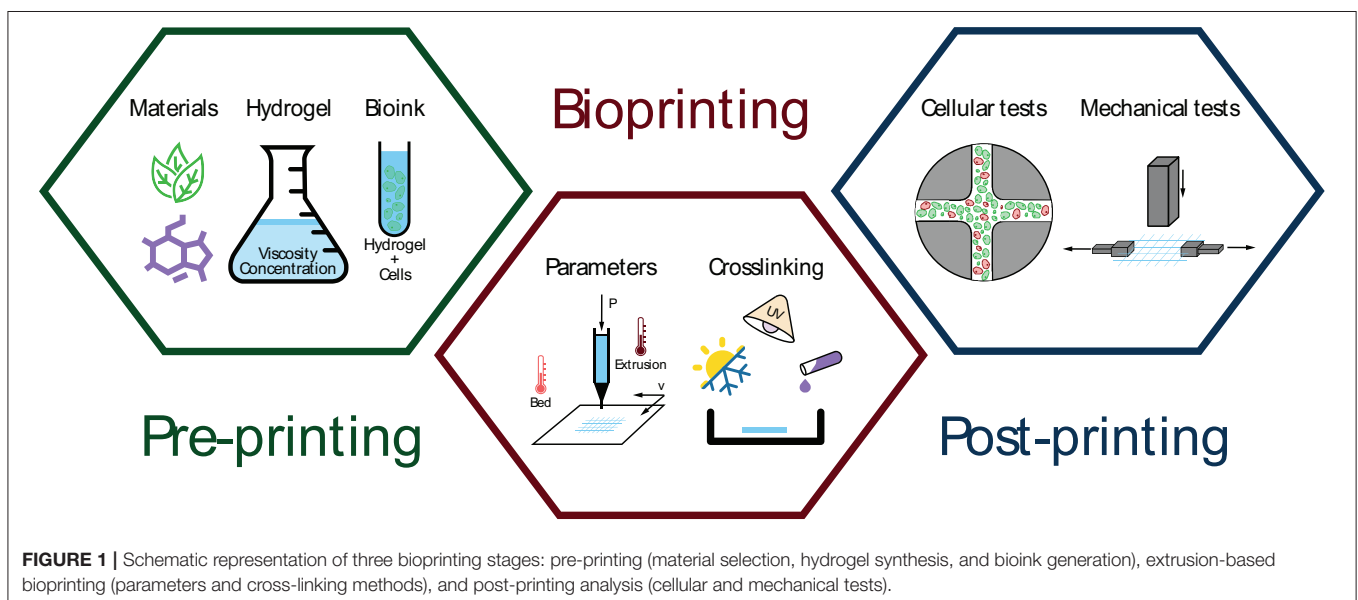 Pre-printing
Materials
Hydrogel
Bioink
Viscosity
Concentration
Hydrogel
+
Cells
Bioprinting
Parameters
Crosslinking
P
Extrusion
Bed
v
UV
Post-printing
Cellular tests
Mechanical tests
FIGURE 1 | Schematic representation of three bioprinting stages: pre-printing (material selection, hydrogel synthesis, and bioink generation), extrusion-based
bioprinting (parameters and cross-linking methods), and post-printing analysis (cellular and mechanical tests).